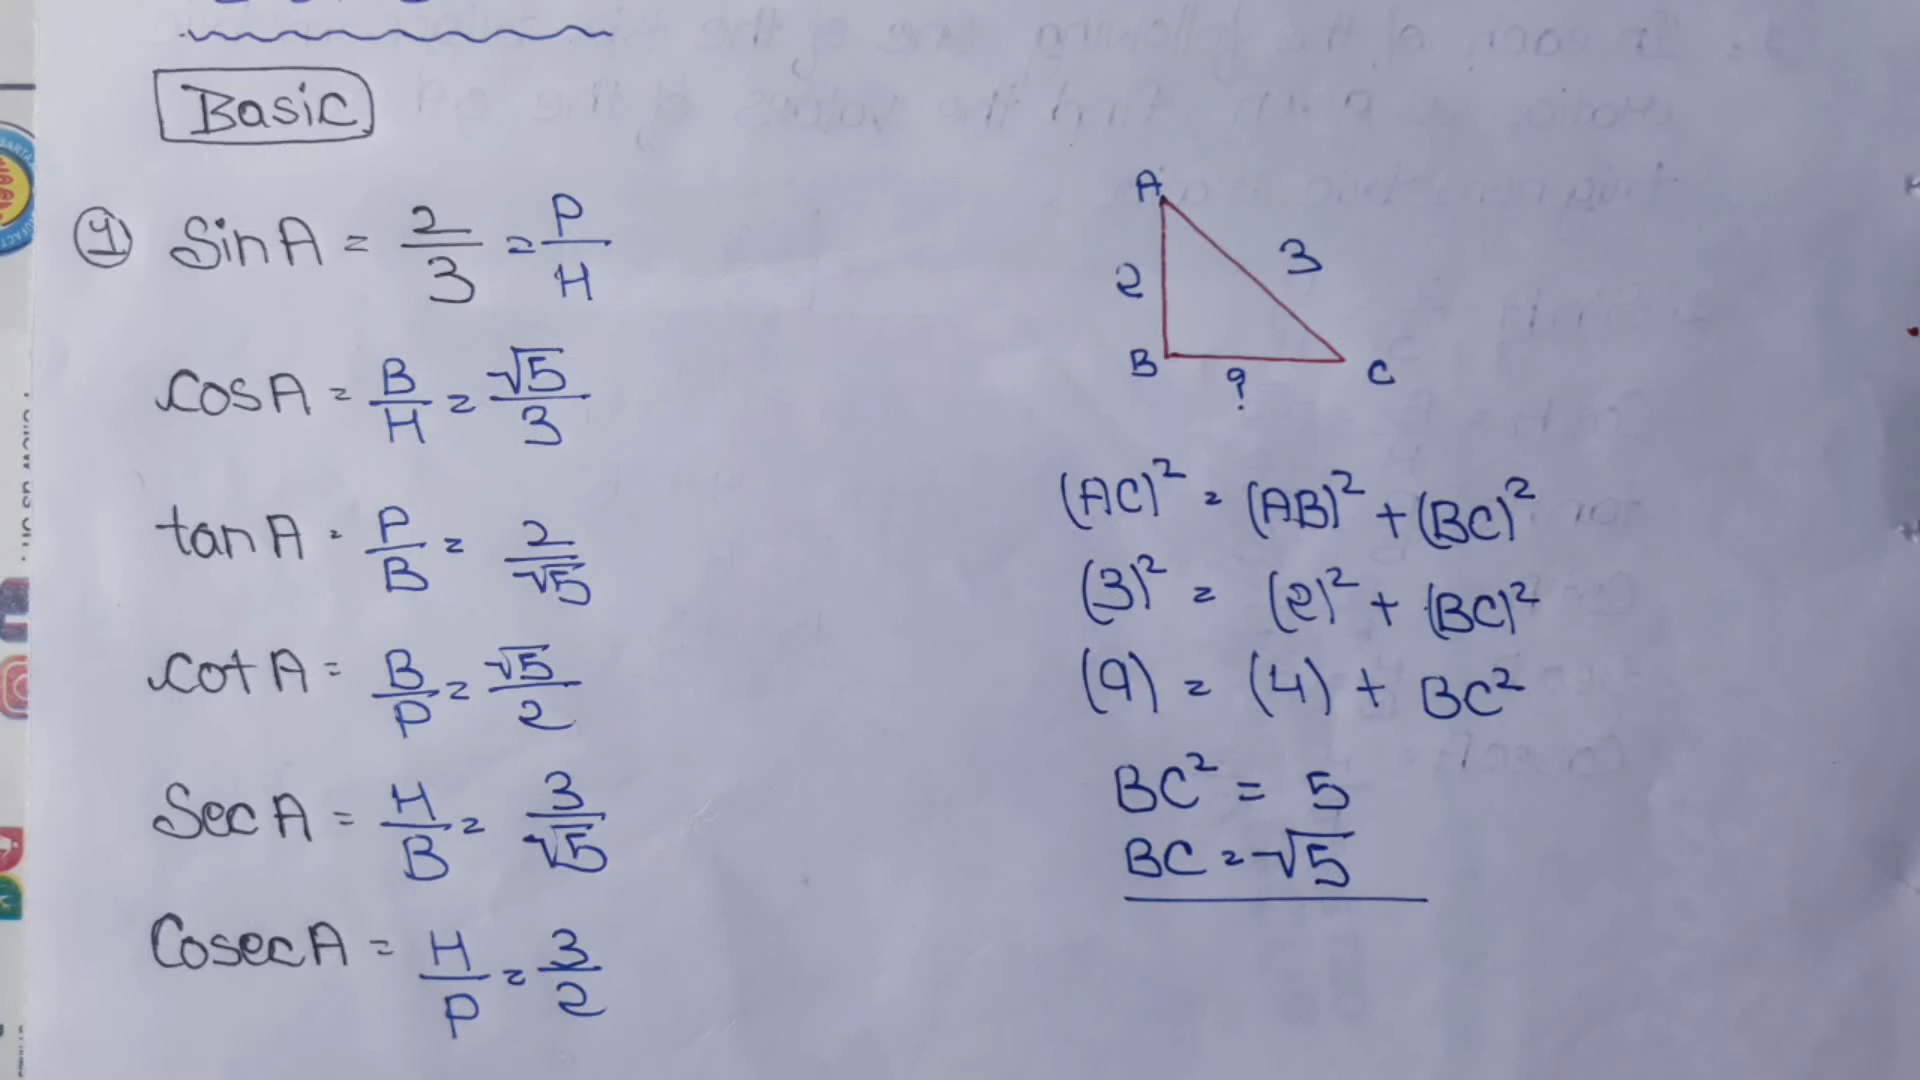 Basic
1) Sin A = 2/3 = P/H
cos A = B/H = √5/3
tan A = P/B = 2/√5
cot A = B/P = √5/2
Sec A = H/B = 3/√5
Cosec A = H/P = 3/2
A
2 3
B ? C
(AC)² = (AB)² + (BC)²
(3)² = (2)² + (BC)²
(9) = (4) + BC²
BC² = 5
BC = √5